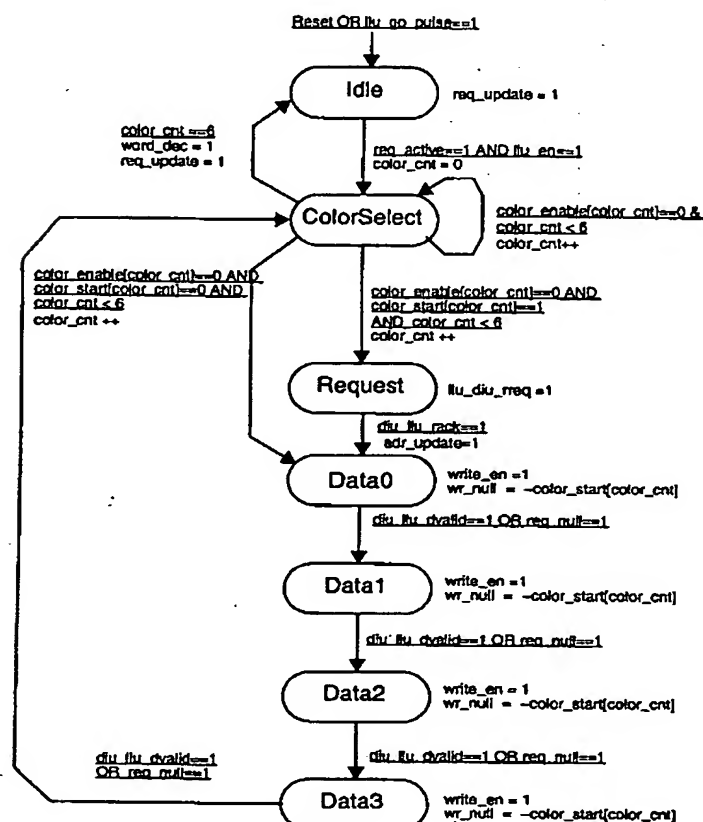 Reset OR llu_go_pulse==1
Idle
req_update = 1
color_cnt ==6
word_dec = 1
req_update = 1
req_active==1 AND llu_en==1
color_cnt = 0
ColorSelect
color_enable[color_cnt]==0 &
color_cnt < 6
color_cnt++
color_enable[color_cnt]==0 AND
color_start[color_cnt]==0 AND
color_cnt < 6
color_cnt ++
color_enable[color_cnt]==0 AND
color_start[color_cnt]==1
AND color_cnt < 6
color_cnt ++
Request
llu_diu_rreq =1
diu_llu_rack==1
adr_update=1
Data0
write_en =1
wr_null = ~color_start[color_cnt]
diu_llu_dvalid==1 OR req_null==1
Data1
write_en =1
wr_null = ~color_start[color_cnt]
diu_llu_dvalid==1 OR req_null==1
Data2
write_en = 1
wr_null = ~color_start[color_cnt]
diu_llu_dvalid==1
OR req_null==1
diu_llu_dvalid==1 OR req_null==1
Data3
write_en = 1
wr_null = ~color_start[color_cnt]